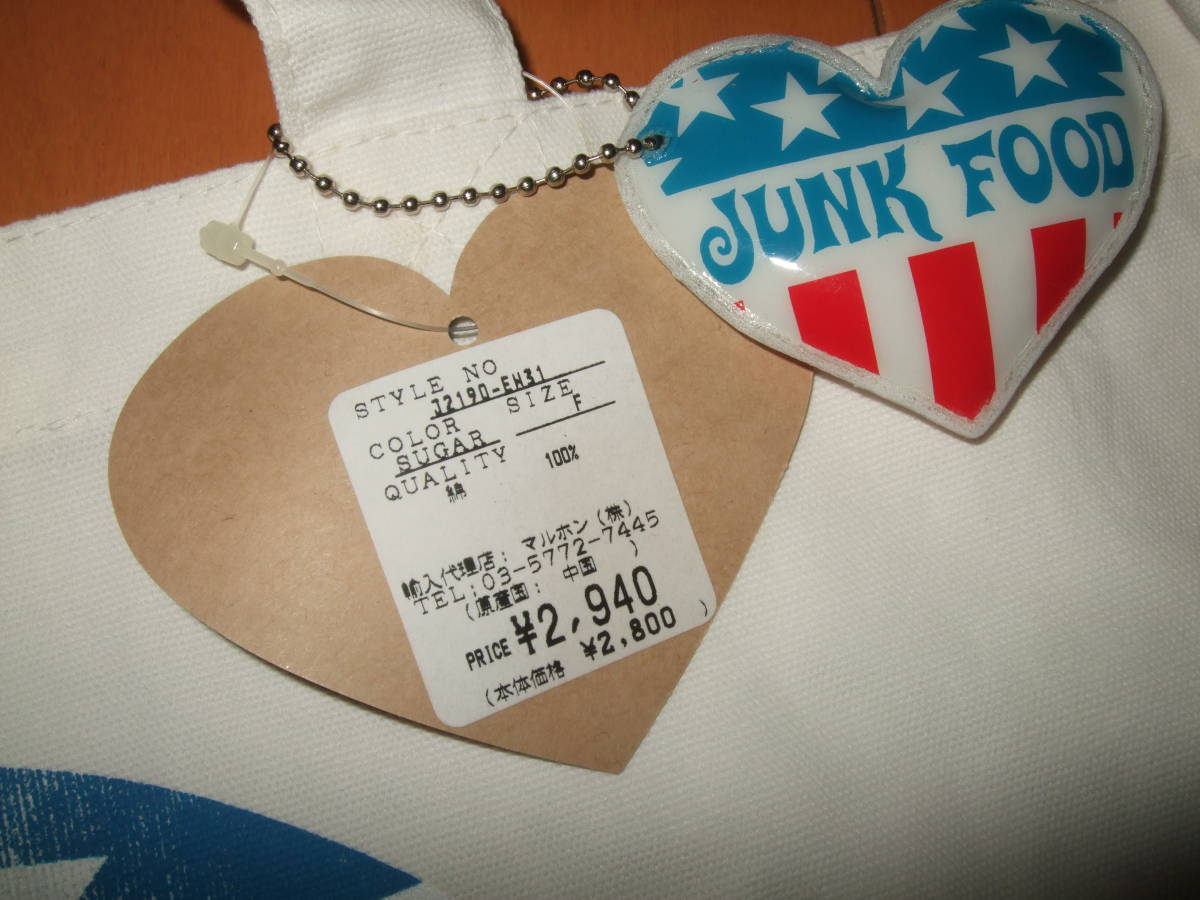 JUNK FOOD
STYLE NO
J2190-EH31
COLOR SIZE
SUGAR F
QUALITY
綿 100%
輸入代理店: マルホン(株)
TEL:03-5772-7445
(原産国: 中国 )
PRICE ¥2,940
(本体価格 ¥2,800 )